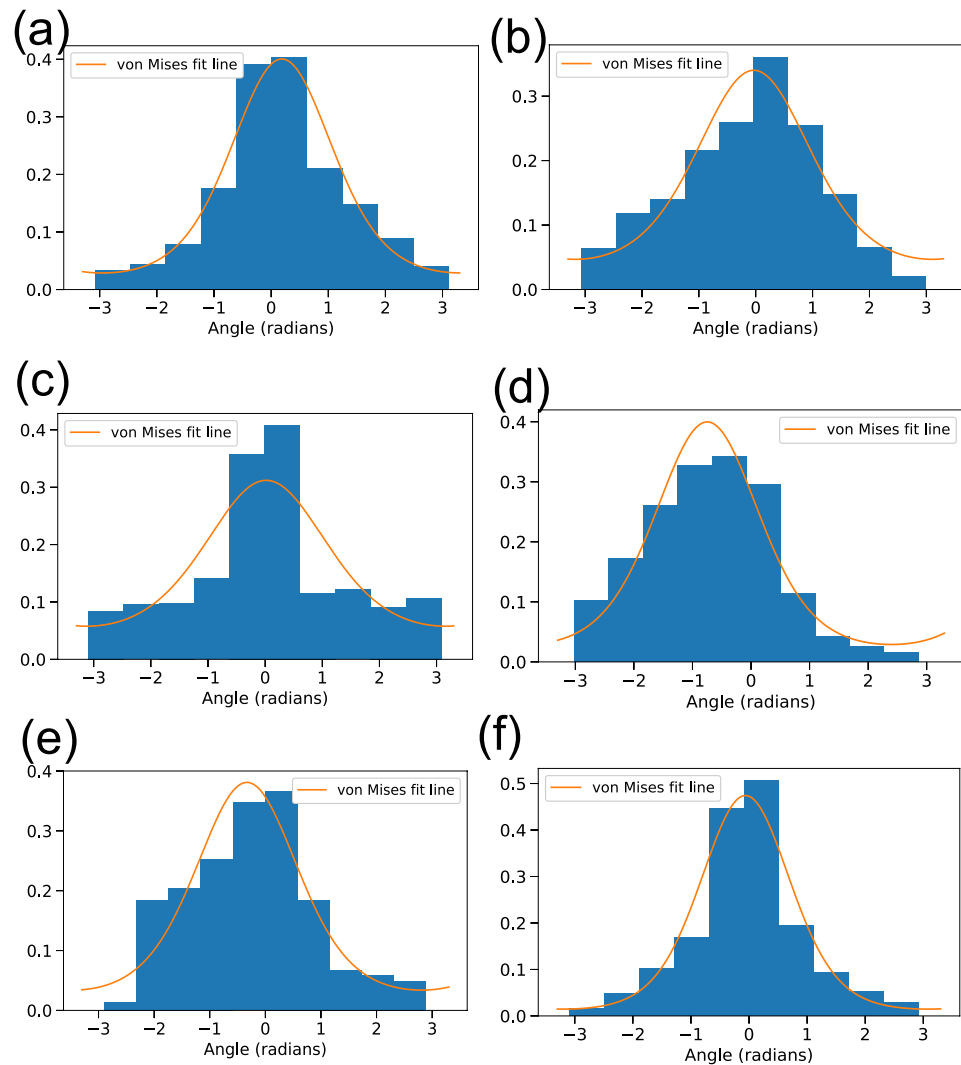 (a)
von Mises fit line
0.4
0.3
0.2
0.1
0.0
−3 −2 −1 0 1 2 3
Angle (radians)
(b)
von Mises fit line
0.3
0.2
0.1
0.0
−3 −2 −1 0 1 2 3
Angle (radians)
(c)
von Mises fit line
0.4
0.3
0.2
0.1
0.0
−3 −2 −1 0 1 2 3
Angle (radians)
(d)
von Mises fit line
0.4
0.3
0.2
0.1
0.0
−3 −2 −1 0 1 2 3
Angle (radians)
(e)
von Mises fit line
0.4
0.3
0.2
0.1
0.0
−3 −2 −1 0 1 2 3
Angle (radians)
(f)
von Mises fit line
0.5
0.4
0.3
0.2
0.1
0.0
−3 −2 −1 0 1 2 3
Angle (radians)